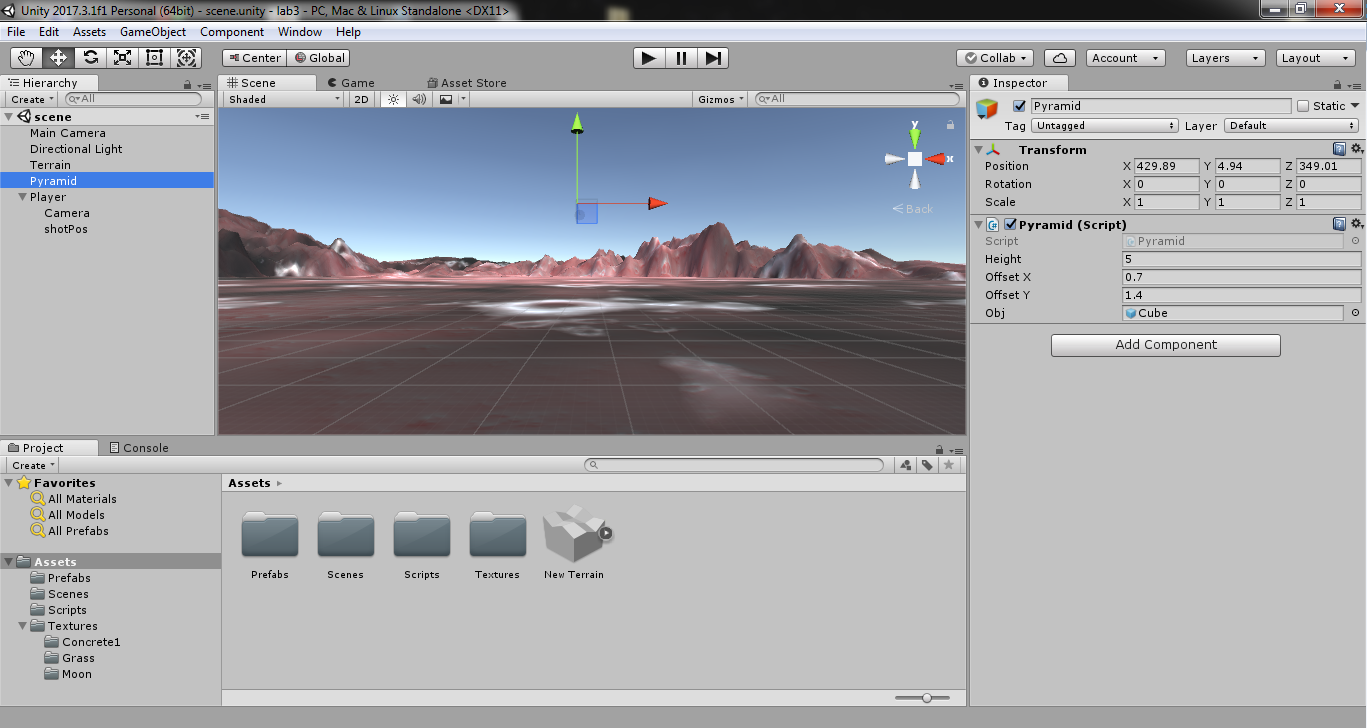 Unity 2017.3.1f1 Personal (64bit) - scene.unity - lab3 - PC, Mac & Linux Standalone <DX11>
File Edit Assets GameObject Component Window Help
Center Global Collab Account Layers Layout
Hierarchy
Create All
scene
Main Camera
Directional Light
Terrain
Pyramid
Player
Camera
shotPos
Scene Game Asset Store
Shaded 2D Gizmos All
y
x
Back
Inspector
Pyramid Static
Tag Untagged Layer Default
Transform
Position X 429.89 Y 4.94 Z 349.01
Rotation X 0 Y 0 Z 0
Scale X 1 Y 1 Z 1
Pyramid (Script)
Script Pyramid
Height 5
Offset X 0.7
Offset Y 1.4
Obj Cube
Add Component
Project Console
Create
Favorites
All Materials
All Models
All Prefabs
Assets
Prefabs
Scenes
Scripts
Textures
Concrete1
Grass
Moon
Assets
Prefabs Scenes Scripts Textures New Terrain